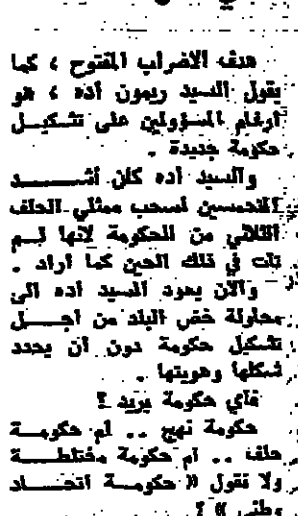 هدف الاضراب المفتوح ، كما
يقول السيد ريمون اده ، هو
ارغام المسؤولين على تشكيل
حكومة جديدة .
والسيد اده كان أشد
المتحمسين لسحب ممثلي الحلف
الثلاثي من الحكومة لانها لم
تات في ذلك الحين كما اراد .
والآن يعود السيد اده الى
محاولة خض البلد من اجل
تشكيل حكومة دون أن يحدد
شكلها وهويتها .
فأي حكومة يريد ؟
حكومة نهج .. ام حكومة
حلف .. ام حكومة مختلطة
ولا نقول « حكومة اتحاد
وطني » ؟